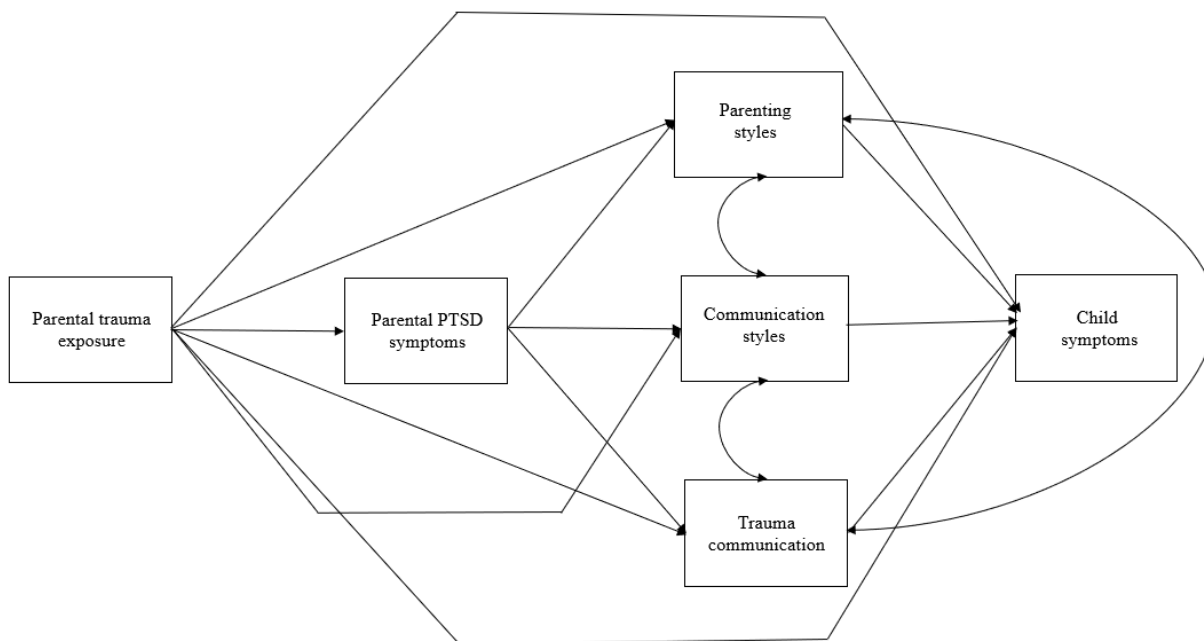 Parenting
styles
Parental trauma
exposure
Parental PTSD
symptoms
Communication
styles
Child
symptoms
Trauma
communication